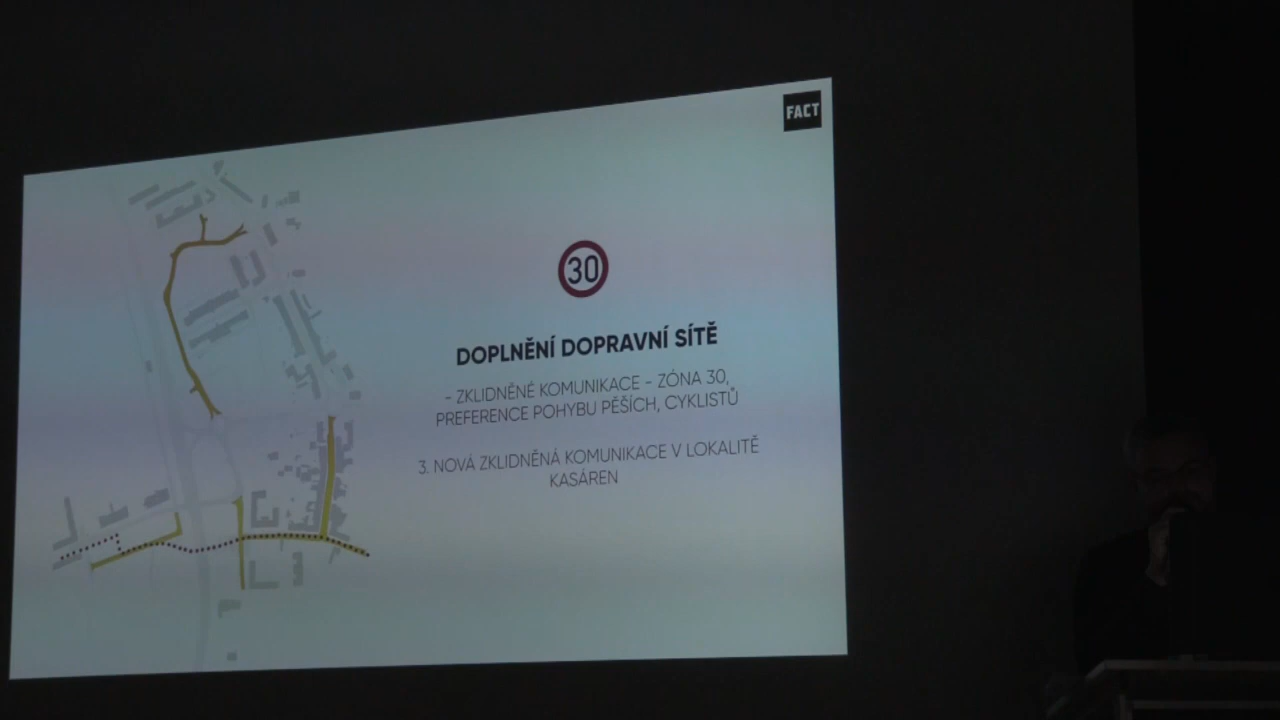 FACT
30
DOPLNĚNÍ DOPRAVNÍ SÍTĚ
- ZKLIDNĚNÉ KOMUNIKACE - ZÓNA 30,
PREFERENCE POHYBU PĚŠÍCH, CYKLISTŮ
3. NOVÁ ZKLIDNĚNÁ KOMUNIKACE V LOKALITĚ
KASÁREN